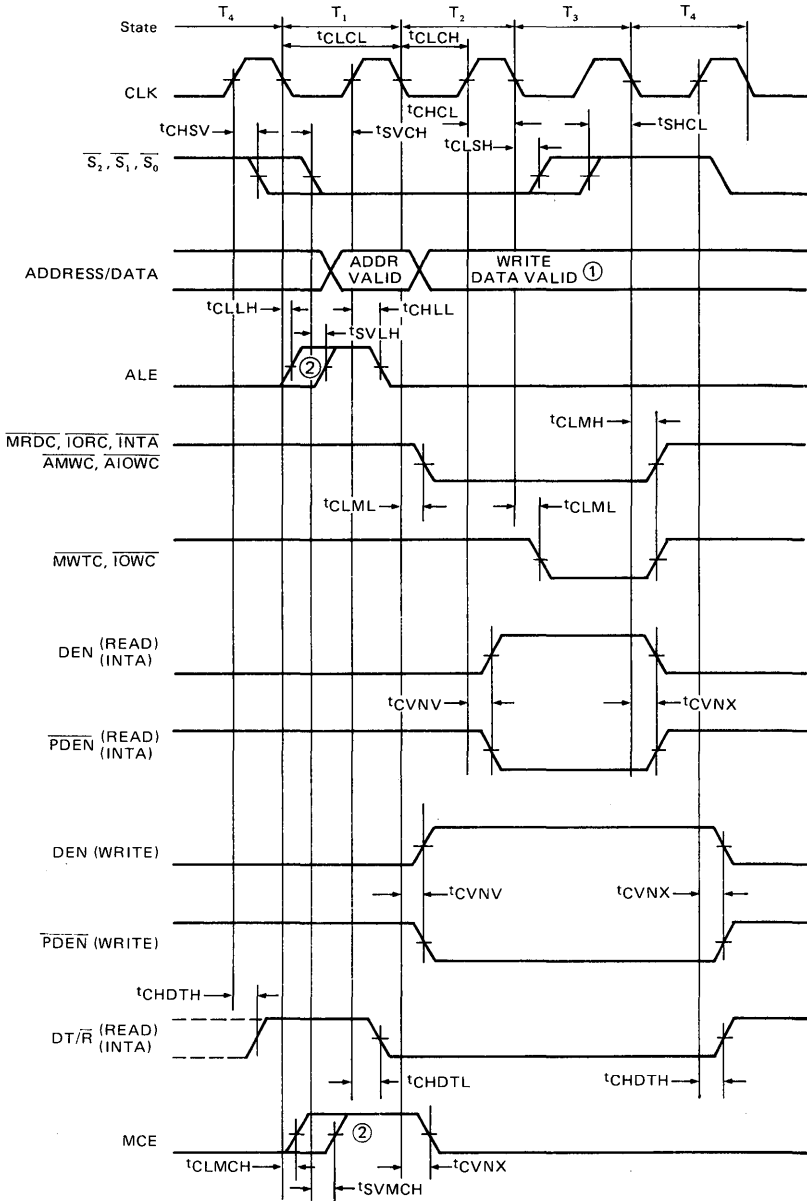 State T4 T1 T2 T3 T4
tCLCL tCLCH
CLK
tCHCL
tCHSV tSVCH tSHCL
tCLSH
S2, S1, S0
ADDRESS/DATA ADDR VALID WRITE DATA VALID ①
tCLLH tCHLL
tSVLH
ALE ②
tCLMH
MRDC, IORC, INTA
AMWC, AIOWC
tCLML tCLML
MWTC, IOWC
DEN (READ)
(INTA)
tCVNV tCVNX
PDEN (READ)
(INTA)
DEN (WRITE)
tCVNV tCVNX
PDEN (WRITE)
tCHDTH
DT/R (READ)
(INTA)
tCHDTL tCHDTH
MCE ②
tCLMCH tCVNX
tSVMCH